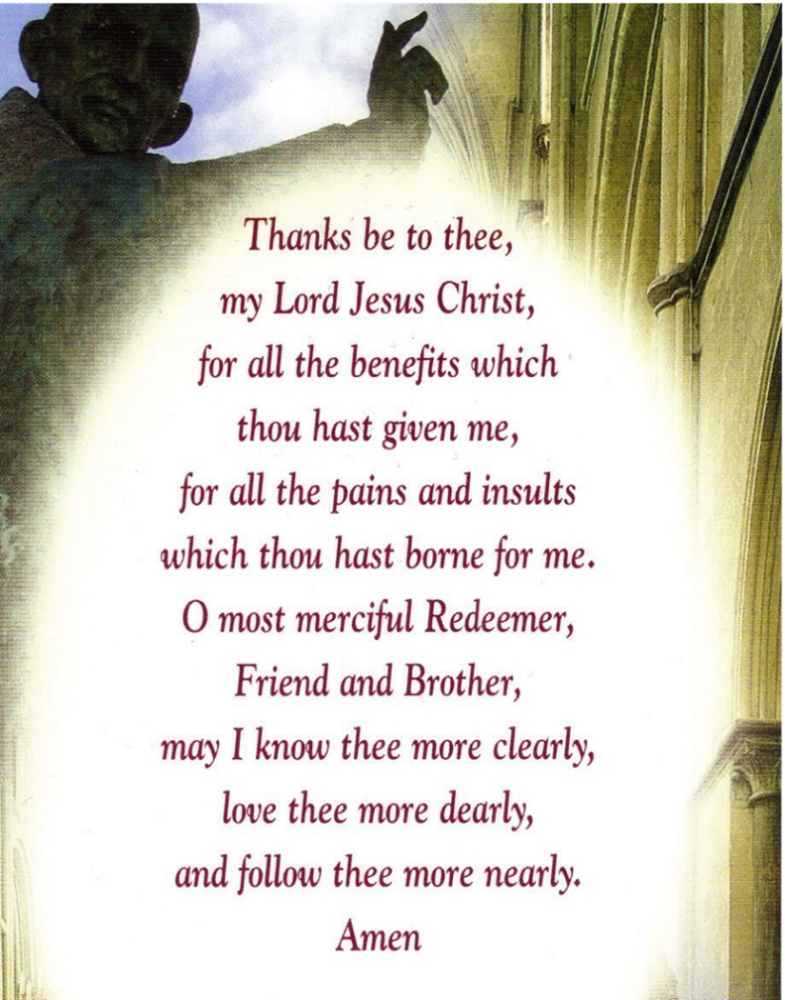 Thanks be to thee,
my Lord Jesus Christ,
for all the benefits which
thou hast given me,
for all the pains and insults
which thou hast borne for me.
O most merciful Redeemer,
Friend and Brother,
may I know thee more clearly,
love thee more dearly,
and follow thee more nearly.
Amen